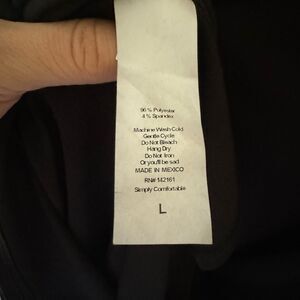 96% Polyester
4% Spandex
Machine Wash Cold
Gentle Cycle
Do Not Bleach
Hang Dry
Do Not Iron
Or you'll be sad
MADE IN MEXICO
RN# 142161
Simply Comfortable
L